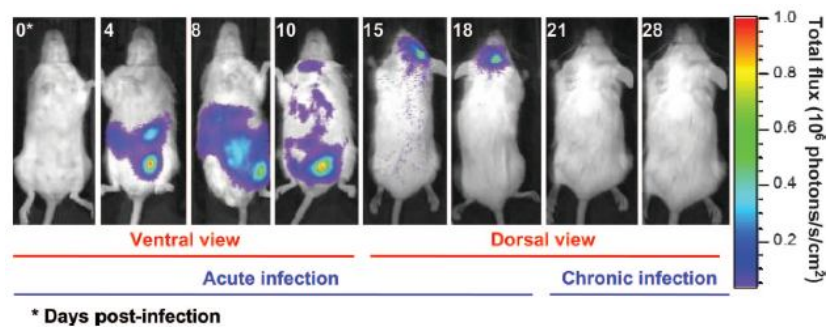 0* 4 8 10 15 18 21 28
1.0
0.8
0.6
0.4
0.2
Total flux (10⁶ photons/s/cm²)
Ventral view Dorsal view
Acute infection Chronic infection
* Days post-infection